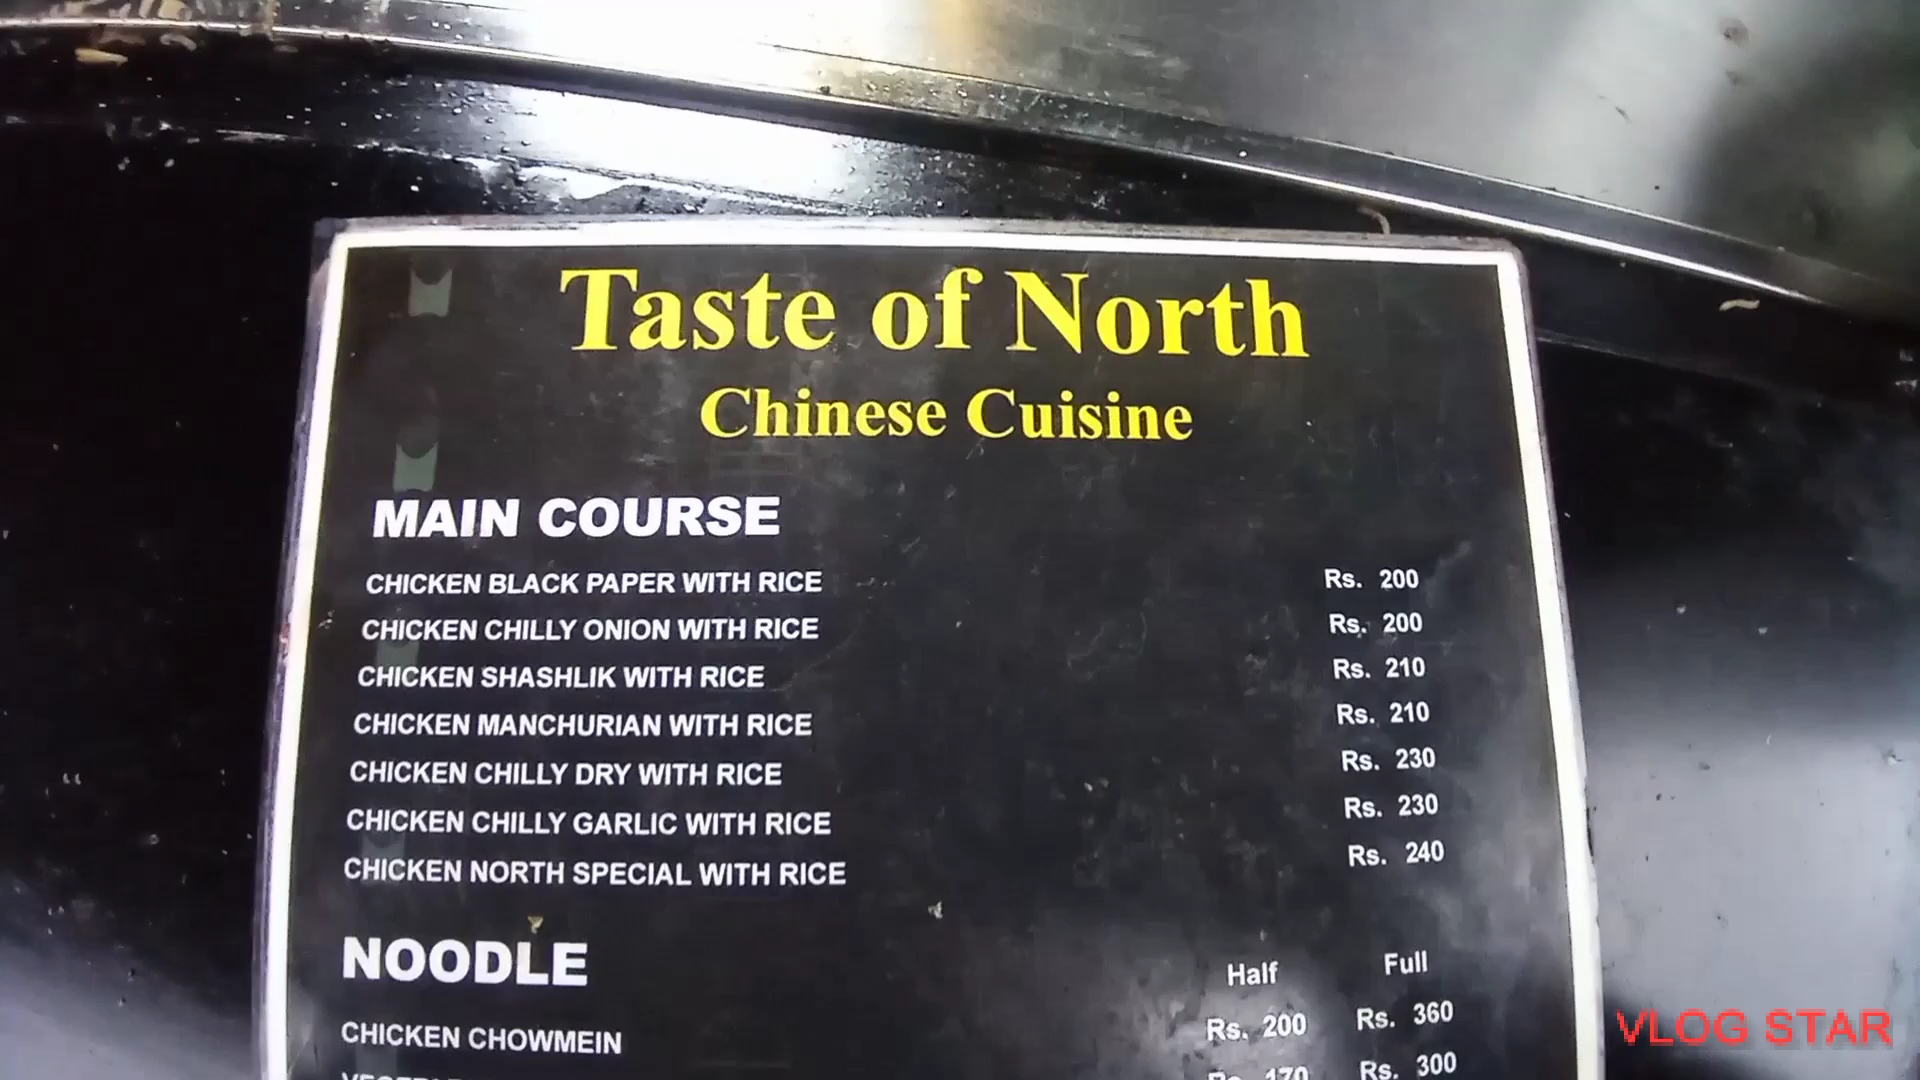 Taste of North
Chinese Cuisine
MAIN COURSE
CHICKEN BLACK PAPER WITH RICE Rs. 200
CHICKEN CHILLY ONION WITH RICE Rs. 200
CHICKEN SHASHLIK WITH RICE Rs. 210
CHICKEN MANCHURIAN WITH RICE Rs. 210
CHICKEN CHILLY DRY WITH RICE Rs. 230
CHICKEN CHILLY GARLIC WITH RICE Rs. 230
CHICKEN NORTH SPECIAL WITH RICE Rs. 240
NOODLE Half Full
CHICKEN CHOWMEIN Rs. 200 Rs. 360
Rs. 170 Rs. 300
VLOG STAR